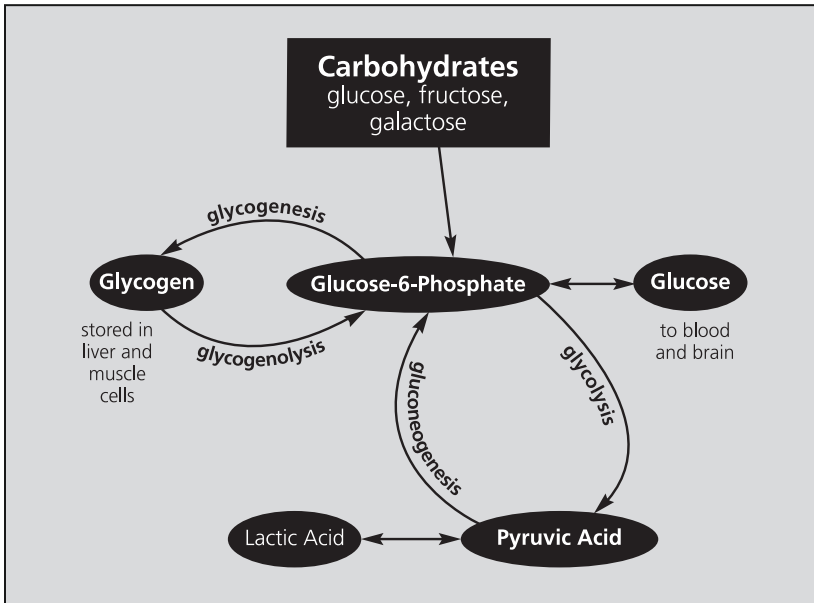 Carbohydrates
glucose, fructose,
galactose
glycogenesis
Glycogen
Glucose-6-Phosphate
Glucose
stored in
liver and
muscle
cells
glycogenolysis
to blood
and brain
gluconeogenesis
glycolysis
Lactic Acid
Pyruvic Acid